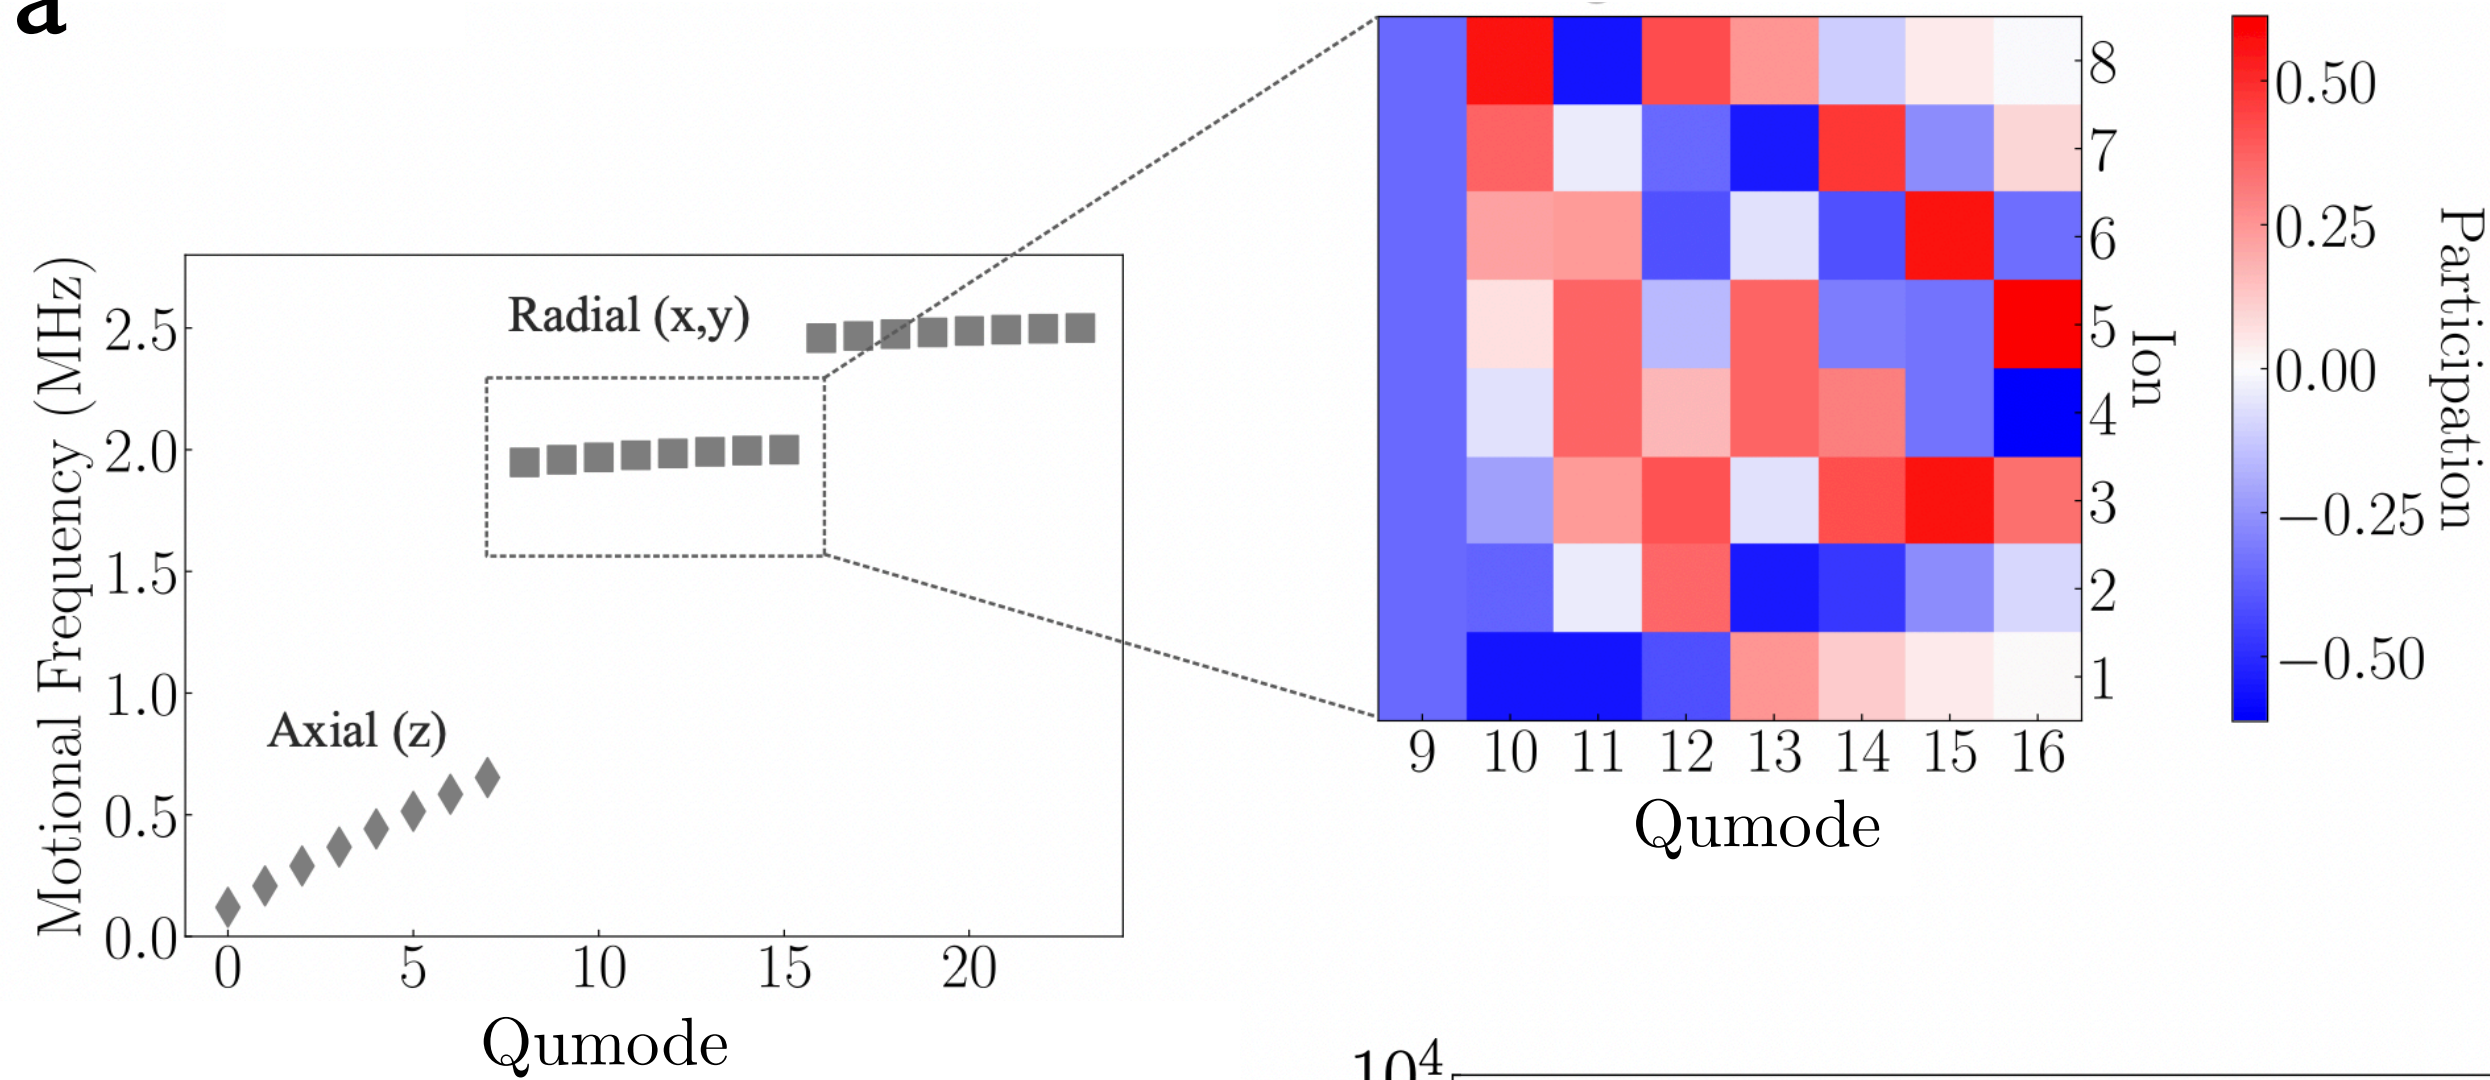 a
Motional Frequency (MHz)
2.5
2.0
1.5
1.0
0.5
0.0
Radial (x,y)
Axial (z)
0 5 10 15 20
Qumode
8
7
6
5
4
3
2
1
Ion
9 10 11 12 13 14 15 16
Qumode
0.50
0.25
0.00
−0.25
−0.50
Participation
10⁴